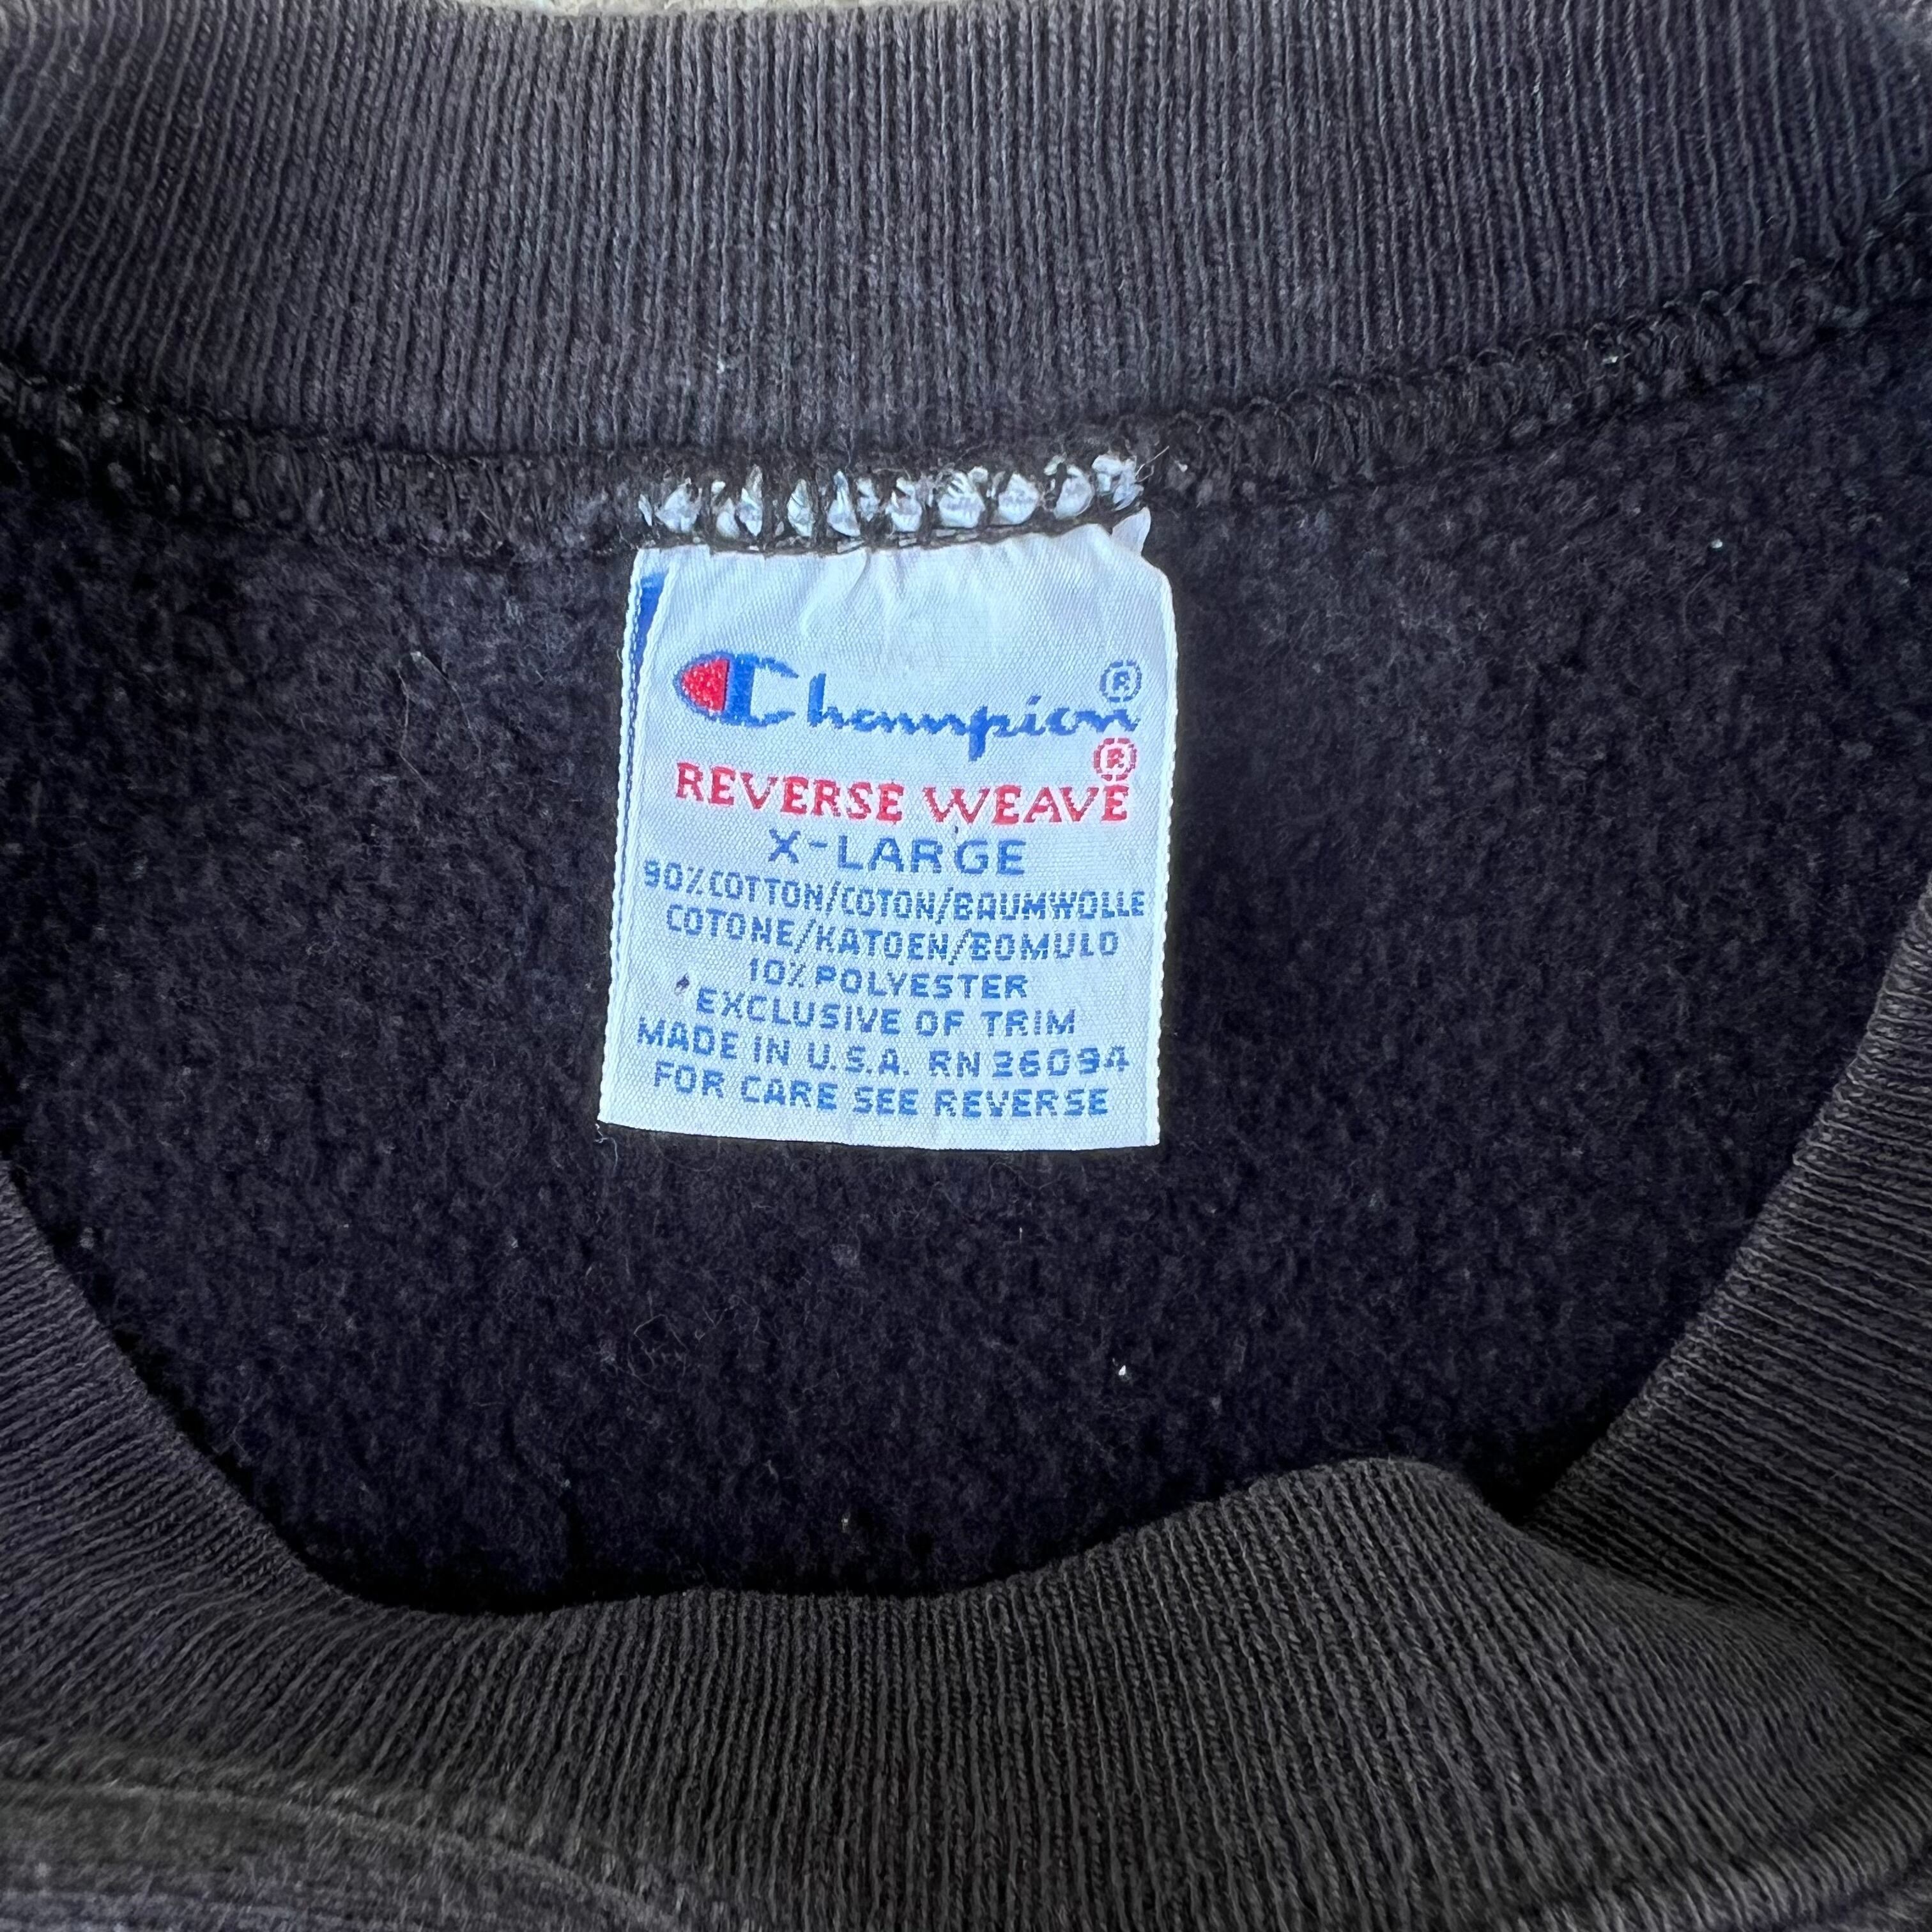 Champion®
REVERSE WEAVE®
X-LARGE
90% COTTON/COTON/BAUMWOLLE
COTONE/KATOEN/BOMULD
10% POLYESTER
EXCLUSIVE OF TRIM
MADE IN U.S.A. RN 26094
FOR CARE SEE REVERSE